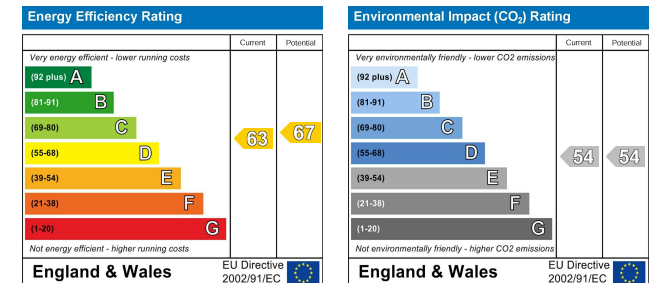 Energy Efficiency Rating
Current Potential
Very energy efficient - lower running costs
(92 plus) A
(81-91) B
(69-80) C
(55-68) D
(39-54) E
(21-38) F
(1-20) G
63 67
Not energy efficient - higher running costs
England & Wales
EU Directive
2002/91/EC
Environmental Impact (CO₂) Rating
Current Potential
Very environmentally friendly - lower CO2 emissions
(92 plus) A
(81-91) B
(69-80) C
(55-68) D
(39-54) E
(21-38) F
(1-20) G
54 54
Not environmentally friendly - higher CO2 emissions
England & Wales
EU Directive
2002/91/EC